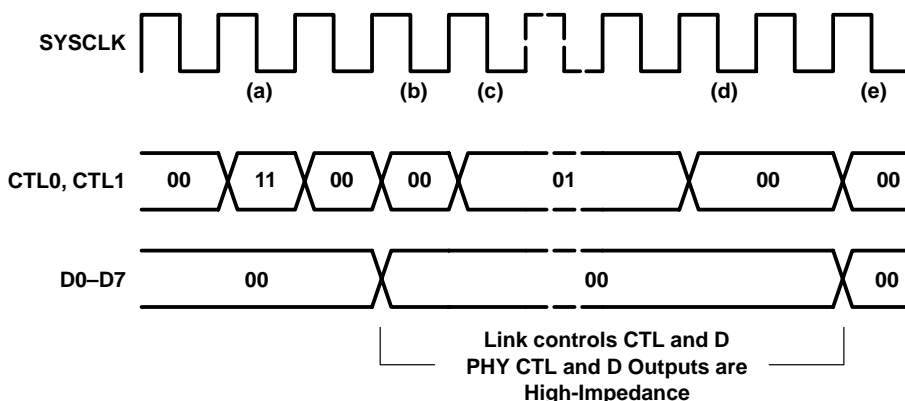 SYSCLK
(a) (b) (c) (d) (e)
CTL0, CTL1 00 11 00 00 01 00 00
D0–D7 00 00 00
Link controls CTL and D
PHY CTL and D Outputs are
High-Impedance